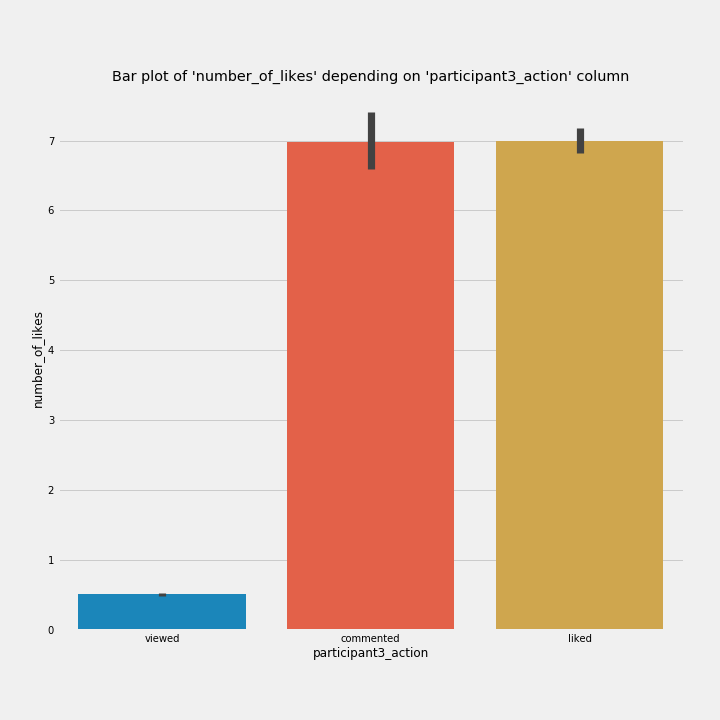 Bar plot of 'number_of_likes' depending on 'participant3_action' column
number_of_likes
7
6
5
4
3
2
1
0
viewed commented liked
participant3_action